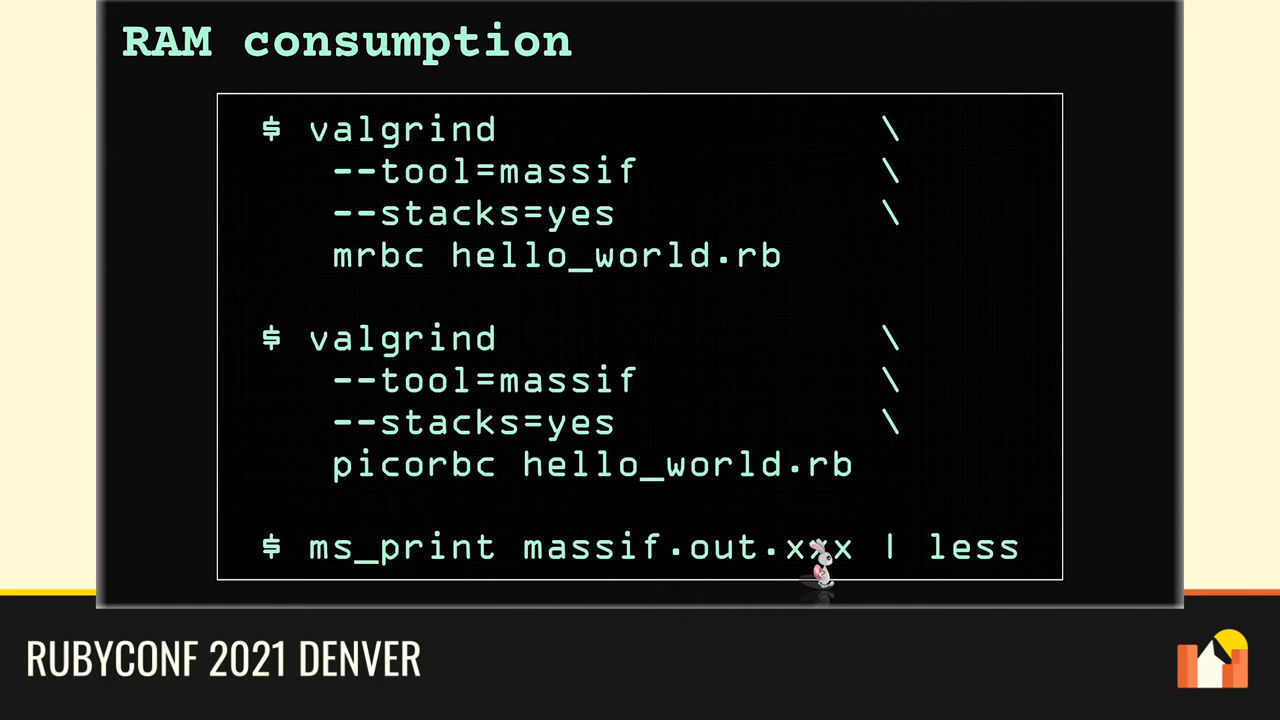 RAM consumption
$ valgrind \
--tool=massif \
--stacks=yes \
mrbc hello_world.rb
$ valgrind \
--tool=massif \
--stacks=yes \
picorbc hello_world.rb
$ ms_print massif.out.xxx | less
RUBYCONF 2021 DENVER